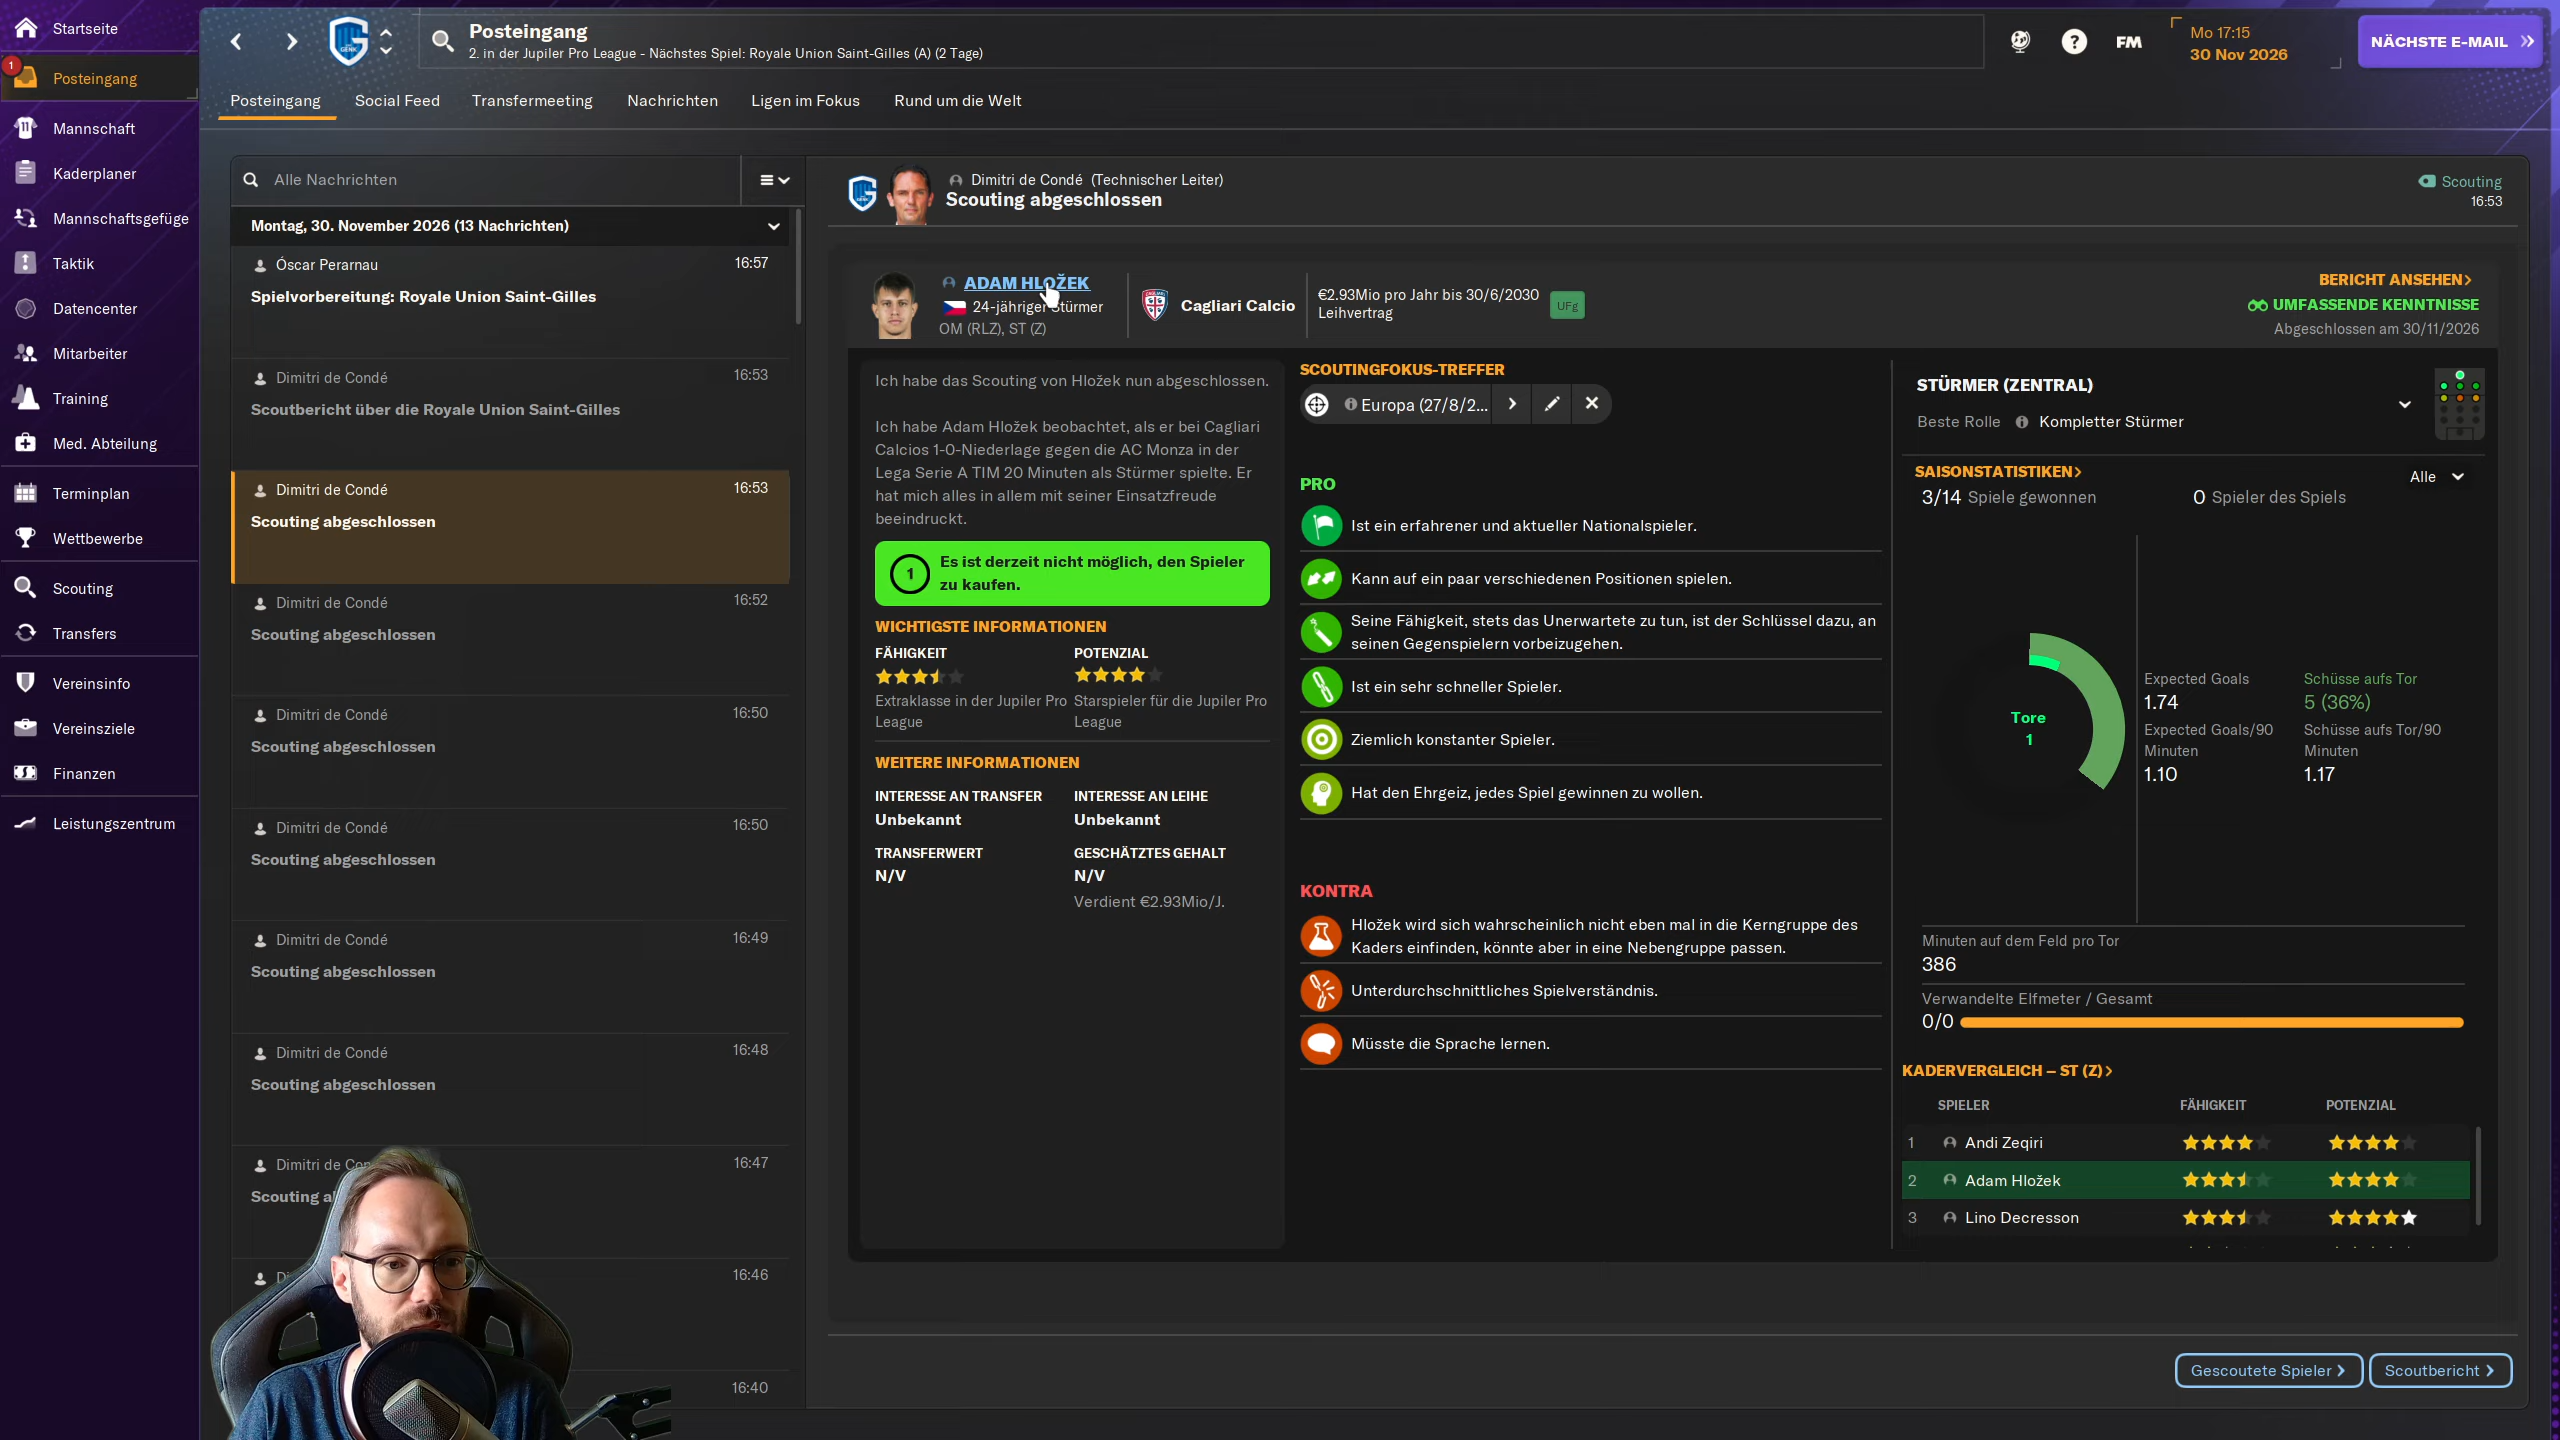 Startseite
1
Posteingang
Mannschaft
Kaderplaner
Mannschaftsgefüge
Taktik
Datencenter
Mitarbeiter
Training
Med. Abteilung
Terminplan
Wettbewerbe
Scouting
Transfers
Vereinsinfo
Vereinsziele
Finanzen
Leistungszentrum
GENK
Posteingang
2. in der Jupiler Pro League - Nächstes Spiel: Royale Union Saint-Gilles (A) (2 Tage)
FM
Mo 17:15
30 Nov 2026
NÄCHSTE E-MAIL
Posteingang Social Feed Transfermeeting Nachrichten Ligen im Fokus Rund um die Welt
Alle Nachrichten
Montag, 30. November 2026 (13 Nachrichten)
Óscar Perarnau 16:57
Spielvorbereitung: Royale Union Saint-Gilles
Dimitri de Condé 16:53
Scoutbericht über die Royale Union Saint-Gilles
Dimitri de Condé 16:53
Scouting abgeschlossen
Dimitri de Condé 16:52
Scouting abgeschlossen
Dimitri de Condé 16:50
Scouting abgeschlossen
Dimitri de Condé 16:50
Scouting abgeschlossen
Dimitri de Condé 16:49
Scouting abgeschlossen
Dimitri de Condé 16:48
Scouting abgeschlossen
Dimitri de 16:47
Scouting
16:46
16:40
Dimitri de Condé (Technischer Leiter)
Scouting abgeschlossen
Scouting
16:53
ADAM HLOŽEK
24-jähriger Stürmer
OM (RLZ), ST (Z)
Cagliari Calcio
€2.93Mio pro Jahr bis 30/6/2030
Leihvertrag
UFg
BERICHT ANSEHEN>
UMFASSENDE KENNTNISSE
Abgeschlossen am 30/11/2026
Ich habe das Scouting von Hložek nun abgeschlossen.
Ich habe Adam Hložek beobachtet, als er bei Cagliari
Calcios 1-0-Niederlage gegen die AC Monza in der
Lega Serie A TIM 20 Minuten als Stürmer spielte. Er
hat mich alles in allem mit seiner Einsatzfreude
beeindruckt.
1
Es ist derzeit nicht möglich, den Spieler
zu kaufen.
WICHTIGSTE INFORMATIONEN
FÄHIGKEIT POTENZIAL
Extraklasse in der Jupiler Pro
League
Starspieler für die Jupiler Pro
League
WEITERE INFORMATIONEN
INTERESSE AN TRANSFER INTERESSE AN LEIHE
Unbekannt Unbekannt
TRANSFERWERT GESCHÄTZTES GEHALT
N/V N/V
Verdient €2.93Mio/J.
SCOUTINGFOKUS-TREFFER
Europa (27/8/2...
PRO
Ist ein erfahrener und aktueller Nationalspieler.
Kann auf ein paar verschiedenen Positionen spielen.
Seine Fähigkeit, stets das Unerwartete zu tun, ist der Schlüssel dazu, an
seinen Gegenspielern vorbeizugehen.
Ist ein sehr schneller Spieler.
Ziemlich konstanter Spieler.
Hat den Ehrgeiz, jedes Spiel gewinnen zu wollen.
KONTRA
Hložek wird sich wahrscheinlich nicht eben mal in die Kerngruppe des
Kaders einfinden, könnte aber in eine Nebengruppe passen.
Unterdurchschnittliches Spielverständnis.
Müsste die Sprache lernen.
STÜRMER (ZENTRAL)
Beste Rolle Kompletter Stürmer
SAISONSTATISTIKEN>
Alle
3/14 Spiele gewonnen 0 Spieler des Spiels
Tore
1
Expected Goals
1.74
Expected Goals/90
Minuten
1.10
Schüsse aufs Tor
5 (36%)
Schüsse aufs Tor/90
Minuten
1.17
Minuten auf dem Feld pro Tor
386
Verwandelte Elfmeter / Gesamt
0/0
KADERVERGLEICH – ST (Z)>
SPIELER FÄHIGKEIT POTENZIAL
1 Andi Zeqiri
2 Adam Hložek
3 Lino Decresson
Gescoutete Spieler >
Scoutbericht >